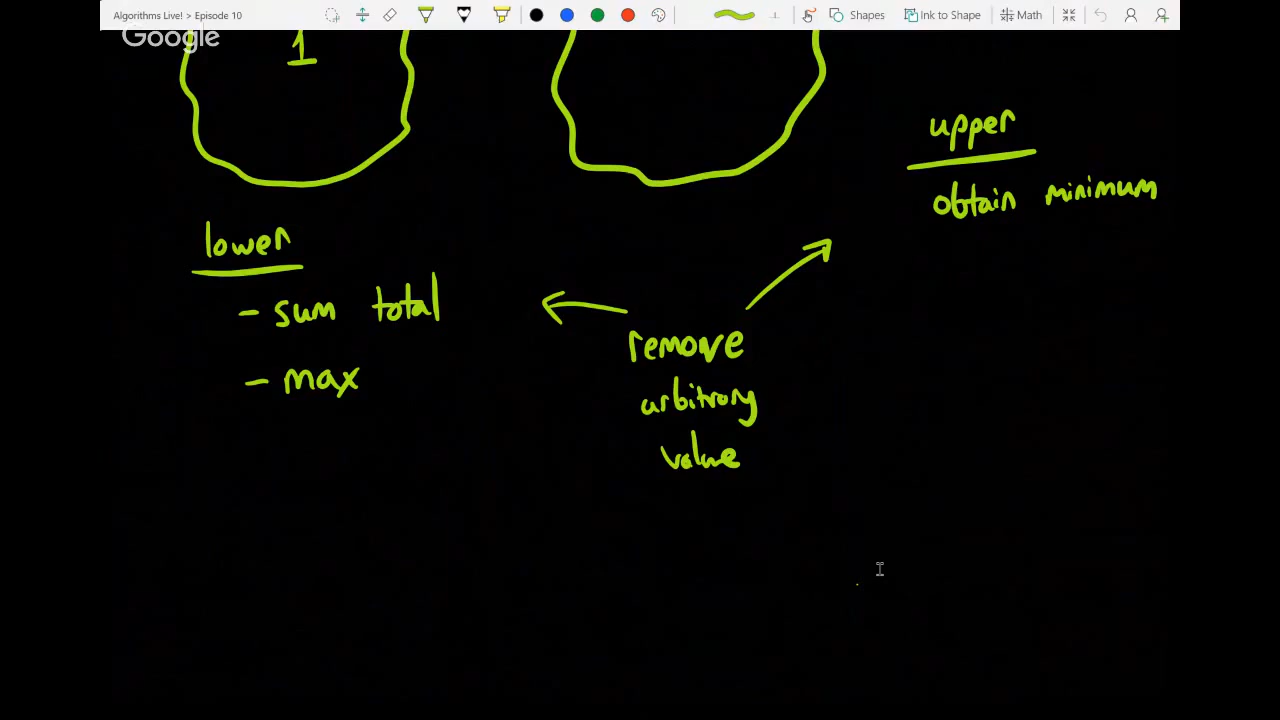 Algorithms Live! > Episode 10
Shapes
Ink to Shape
Math
Google
1
upper
obtain minimum
lower
- sum total
- max
remove
arbitrary
value